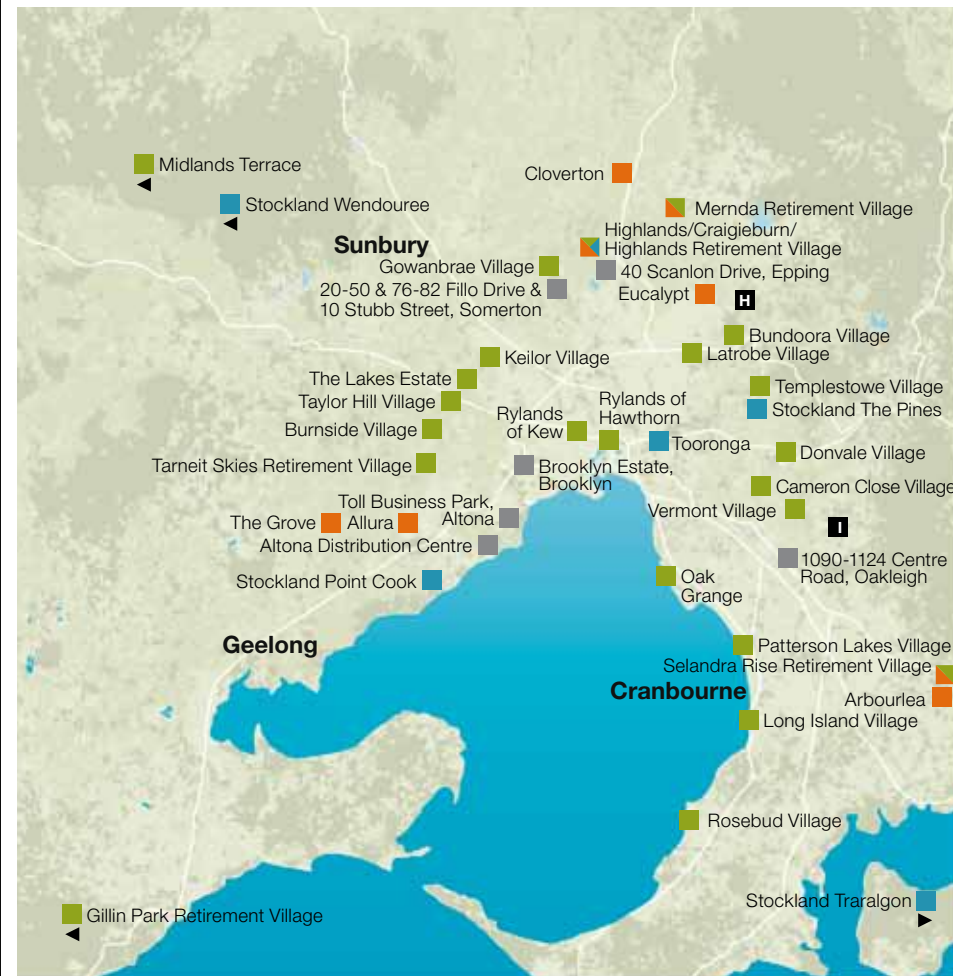 Midlands Terrace
Stockland Wendouree
Cloverton
Mernda Retirement Village
Sunbury
Highlands/Craigieburn/
Highlands Retirement Village
Gowanbrae Village
40 Scanlon Drive, Epping
20-50 & 76-82 Fillo Drive &
10 Stubb Street, Somerton
Eucalypt
H
Bundoora Village
Latrobe Village
Keilor Village
The Lakes Estate
Taylor Hill Village
Burnside Village
Templestowe Village
Stockland The Pines
Rylands of
Hawthorn
Rylands
of Kew
Tooronga
Donvale Village
Tarneit Skies Retirement Village
Brooklyn Estate,
Brooklyn
Cameron Close Village
Vermont Village
I
Toll Business Park,
Altona
The Grove
Allura
Altona Distribution Centre
1090-1124 Centre
Road, Oakleigh
Stockland Point Cook
Oak
Grange
Geelong
Patterson Lakes Village
Selandra Rise Retirement Village
Cranbourne
Arbourlea
Long Island Village
Rosebud Village
Stockland Traralgon
Gillin Park Retirement Village